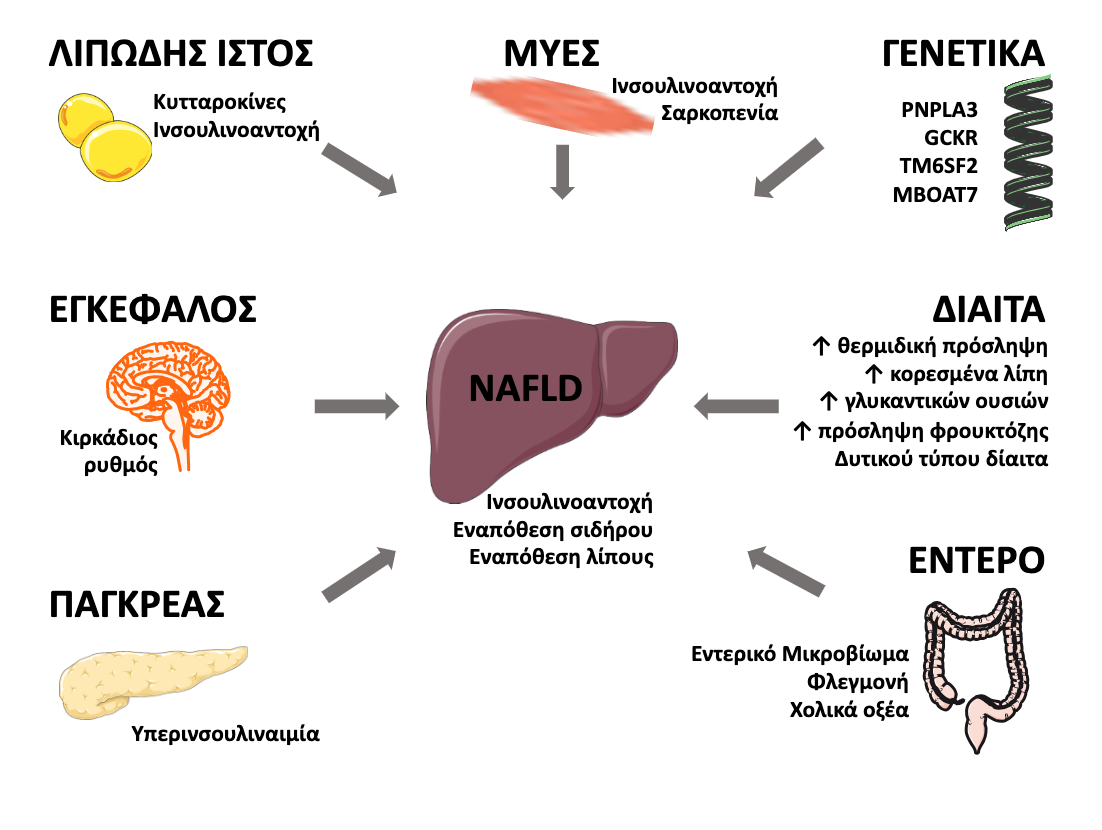 ΛΙΠΩΔΗΣ ΙΣΤΟΣ
Κυτταροκίνες
Ινσουλινοαντοχή
ΜΥΕΣ
Ινσουλινοαντοχή
Σαρκοπενία
ΓΕΝΕΤΙΚΑ
PNPLA3
GCKR
TM6SF2
MBOAT7
ΕΓΚΕΦΑΛΟΣ
Κιρκάδιος
ρυθμός
NAFLD
Ινσουλινοαντοχή
Εναπόθεση σιδήρου
Εναπόθεση λίπους
ΔΙΑΙΤΑ
↑ θερμιδική πρόσληψη
↑ κορεσμένα λίπη
↑ γλυκαντικών ουσιών
↑ πρόσληψη φρουκτόζης
Δυτικού τύπου δίαιτα
ΠΑΓΚΡΕΑΣ
Υπερινσουλιναιμία
ΕΝΤΕΡΟ
Εντερικό Μικροβίωμα
Φλεγμονή
Χολικά οξέα